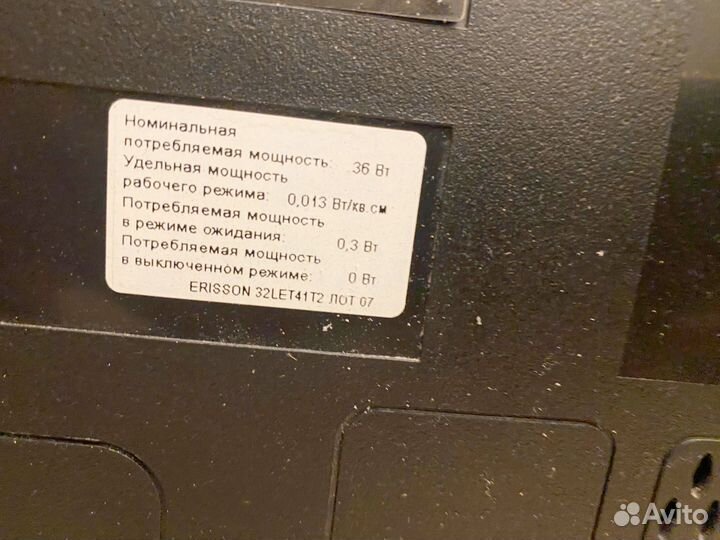 Номинальная
потребляемая мощность: 36 Вт
Удельная мощность
рабочего режима: 0,013 Вт/кв.см
Потребляемая мощность
в режиме ожидания: 0,3 Вт
Потребляемая мощность
в выключенном режиме: 0 Вт
ERISSON 32LET41T2 ЛОТ 07
Avito